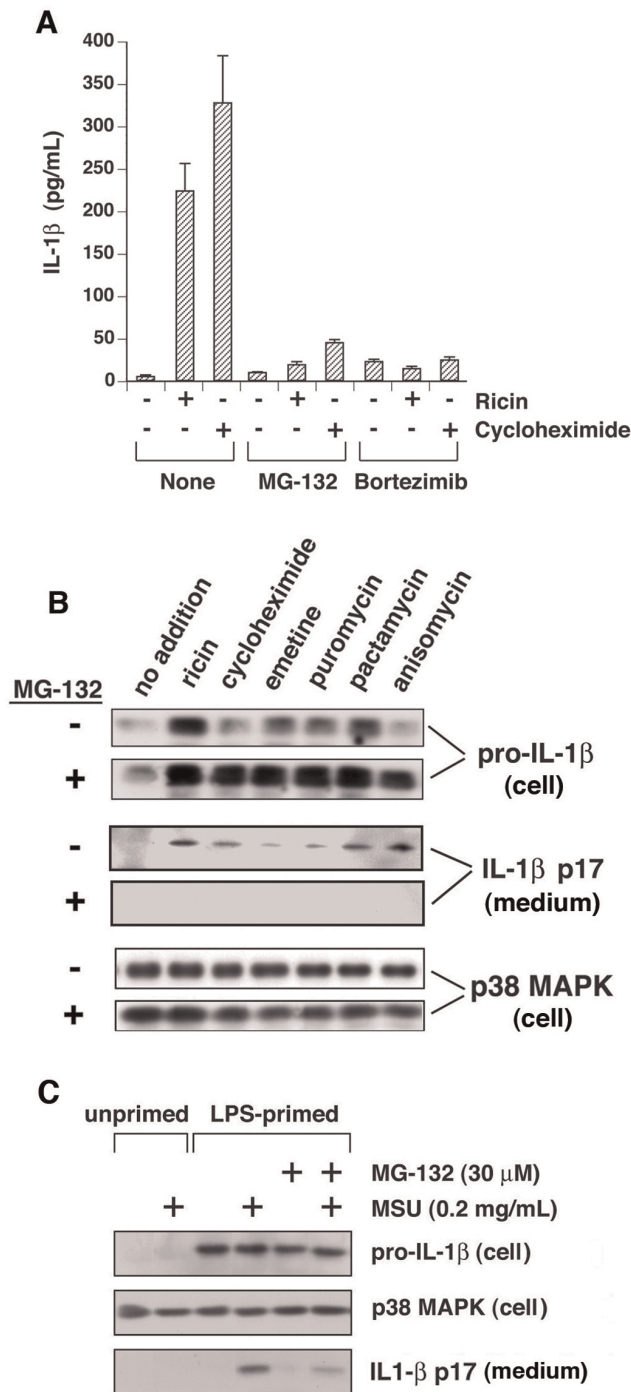 A
400
350
300
250
200
150
100
50
0
IL-1β (pg/mL)
- + - - + - - + - Ricin
- - + - - + - - + Cycloheximide
None MG-132 Bortezimib
B
no addition ricin cycloheximide emetine puromycin pactamycin anisomycin
MG-132
-
+
pro-IL-1β
(cell)
-
+
IL-1β p17
(medium)
-
+
p38 MAPK
(cell)
C
unprimed LPS-primed
+ + MG-132 (30 μM)
+ + + MSU (0.2 mg/mL)
pro-IL-1β (cell)
p38 MAPK (cell)
IL1-β p17 (medium)